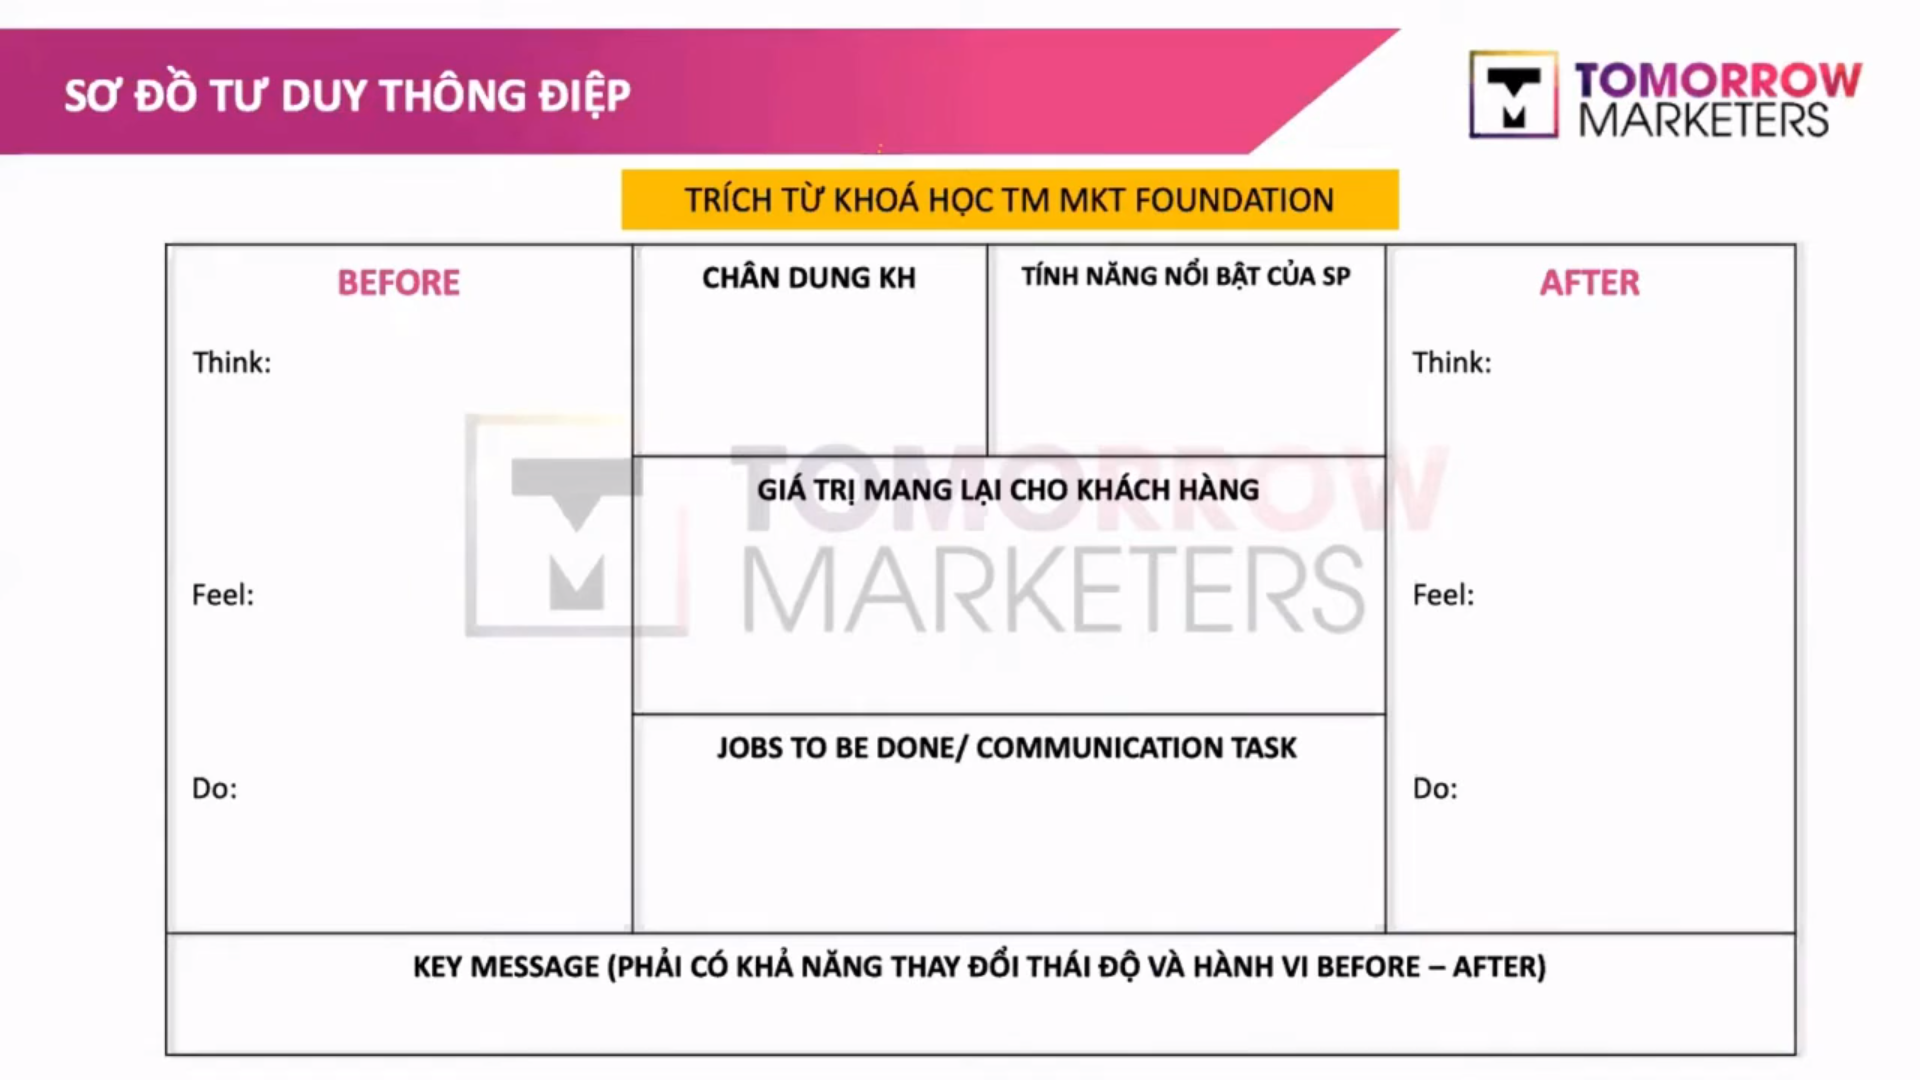 SƠ ĐỒ TƯ DUY THÔNG ĐIỆP
TOMORROW
MARKETERS
TRÍCH TỪ KHOÁ HỌC TM MKT FOUNDATION
BEFORE
Think:
Feel:
Do:
CHÂN DUNG KH
TÍNH NĂNG NỔI BẬT CỦA SP
GIÁ TRỊ MANG LẠI CHO KHÁCH HÀNG
TOMORROW
MARKETERS
JOBS TO BE DONE/ COMMUNICATION TASK
AFTER
Think:
Feel:
Do:
KEY MESSAGE (PHẢI CÓ KHẢ NĂNG THAY ĐỔI THÁI ĐỘ VÀ HÀNH VI BEFORE – AFTER)